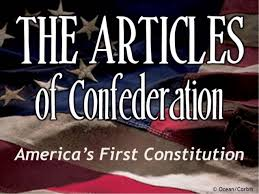 THE ARTICLES
of Confederation
America's First Constitution
© Ocean/Corbis